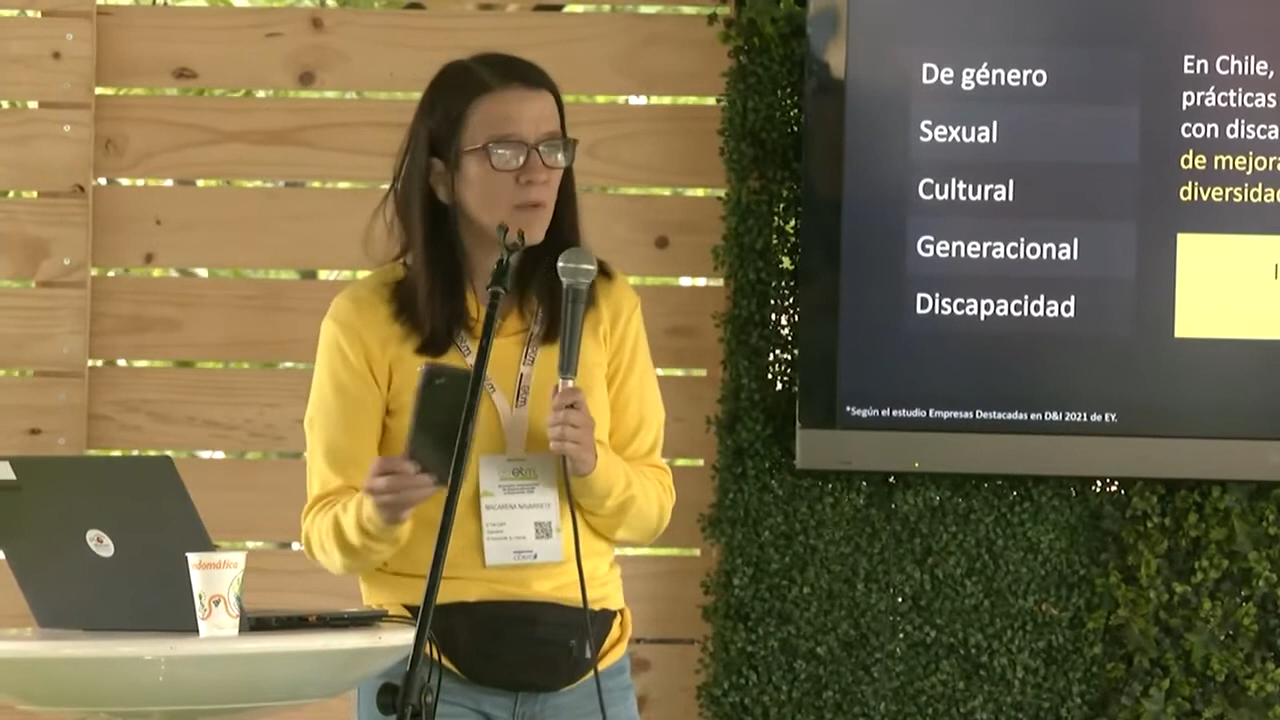 De género
Sexual
Cultural
Generacional
Discapacidad
En Chile,
prácticas
con disca
de mejora
diversidad
*Según el estudio Empresas Destacadas en D&I 2021 de EY.
etm
MACARENA NAVARRETE